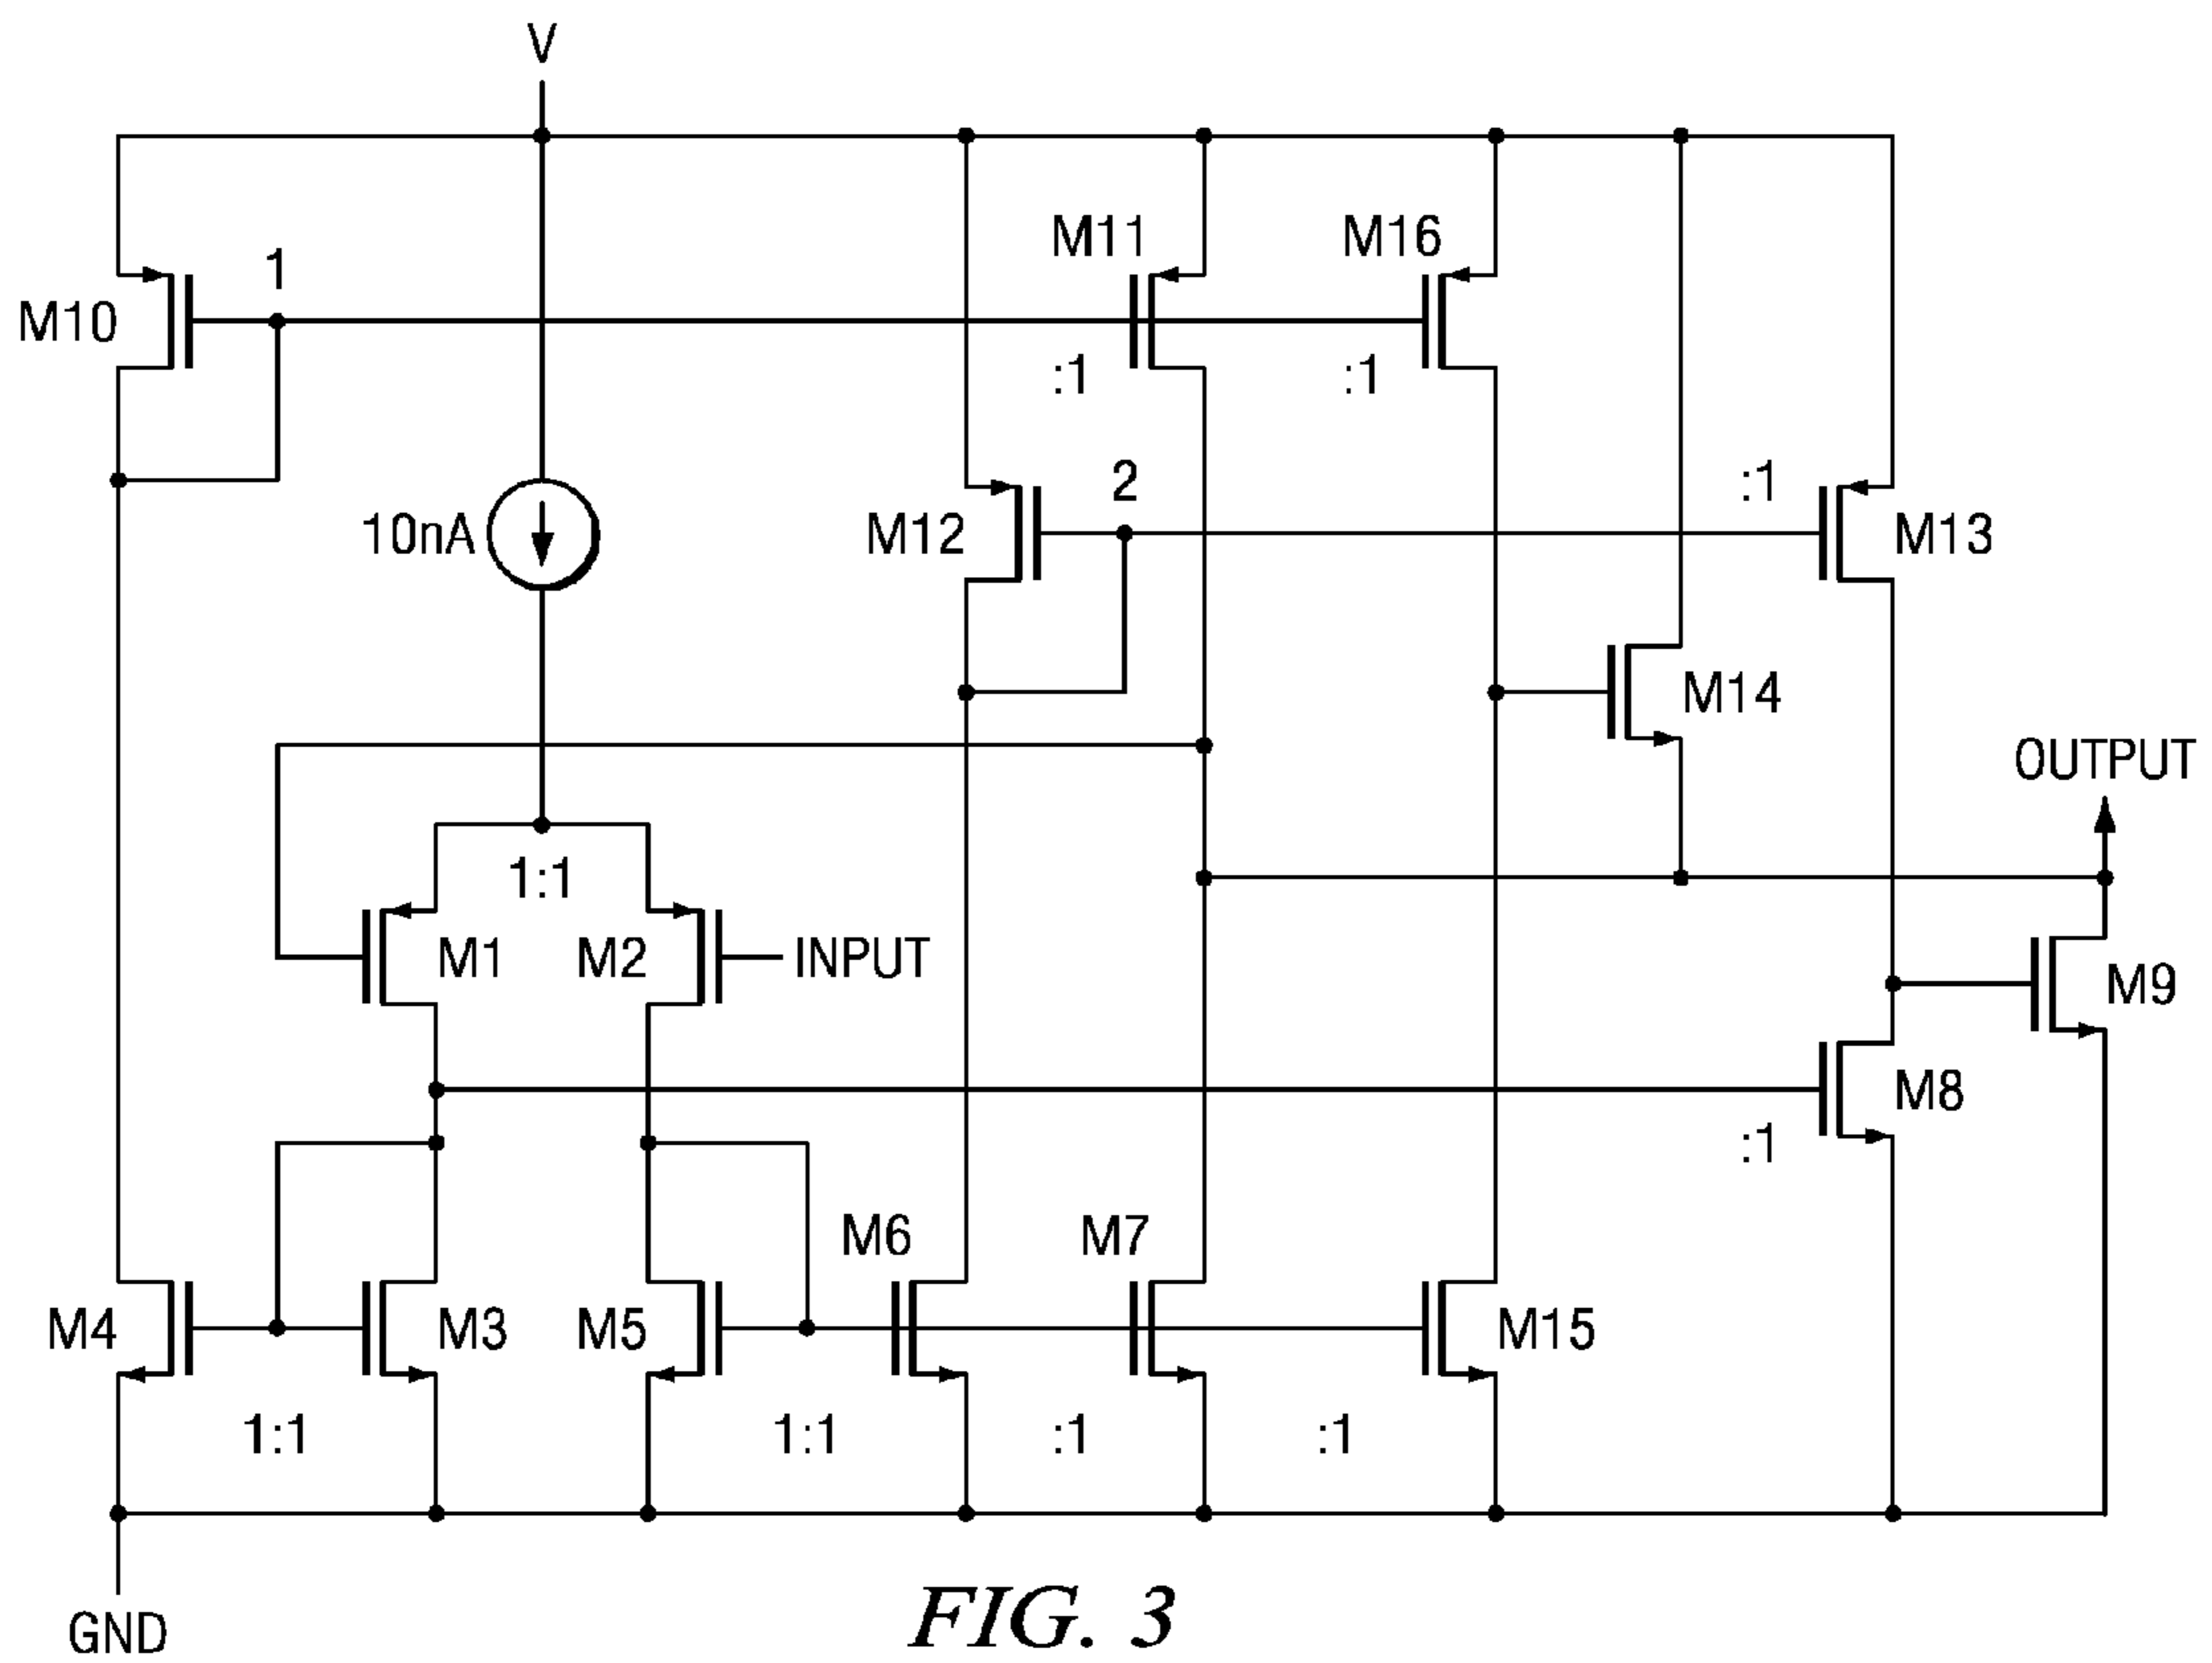 V
M11
M16
1
M10
:1
:1
2
:1
10nA
M12
M13
M14
OUTPUT
1:1
M1
M2
INPUT
M9
M8
:1
M6
M7
M4
M3
M5
M15
1:1
1:1
:1
:1
GND
FIG. 3